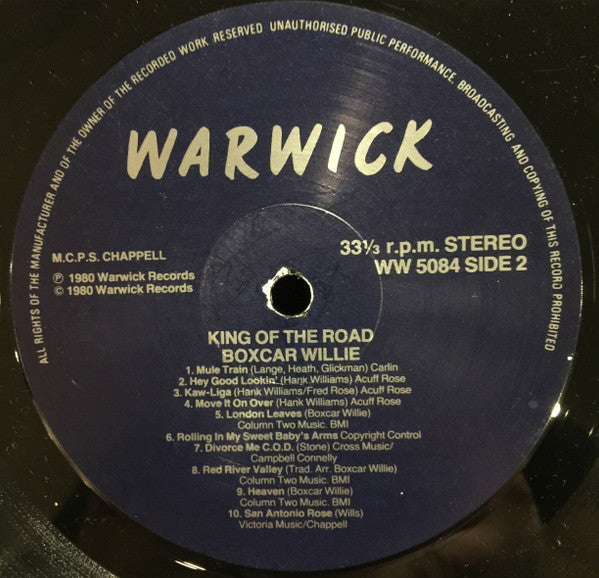 ALL RIGHTS OF THE MANUFACTURER AND OF THE OWNER OF THE RECORDED WORK RESERVED UNAUTHORISED PUBLIC PERFORMANCE, BROADCASTING AND COPYING OF THIS RECORD PROHIBITED
WARWICK
M.C.P.S. CHAPPELL
℗ 1980 Warwick Records
© 1980 Warwick Records
33⅓ r.p.m. STEREO
WW 5084 SIDE 2
KING OF THE ROAD
BOXCAR WILLIE
1. Mule Train (Lange, Heath, Glickman) Carlin
2. Hey Good Lookin' (Hank Williams) Acuff Rose
3. Kaw-Liga (Hank Williams/Fred Rose) Acuff Rose
4. Move It On Over (Hank Williams) Acuff Rose
5. London Leaves (Boxcar Willie)
Column Two Music. BMI
6. Rolling In My Sweet Baby's Arms Copyright Control
7. Divorce Me C.O.D. (Stone) Cross Music/
Campbell Connelly
8. Red River Valley (Trad. Arr. Boxcar Willie)
Column Two Music. BMI
9. Heaven (Boxcar Willie)
Column Two Music. BMI
10. San Antonio Rose (Wills)
Victoria Music/Chappell